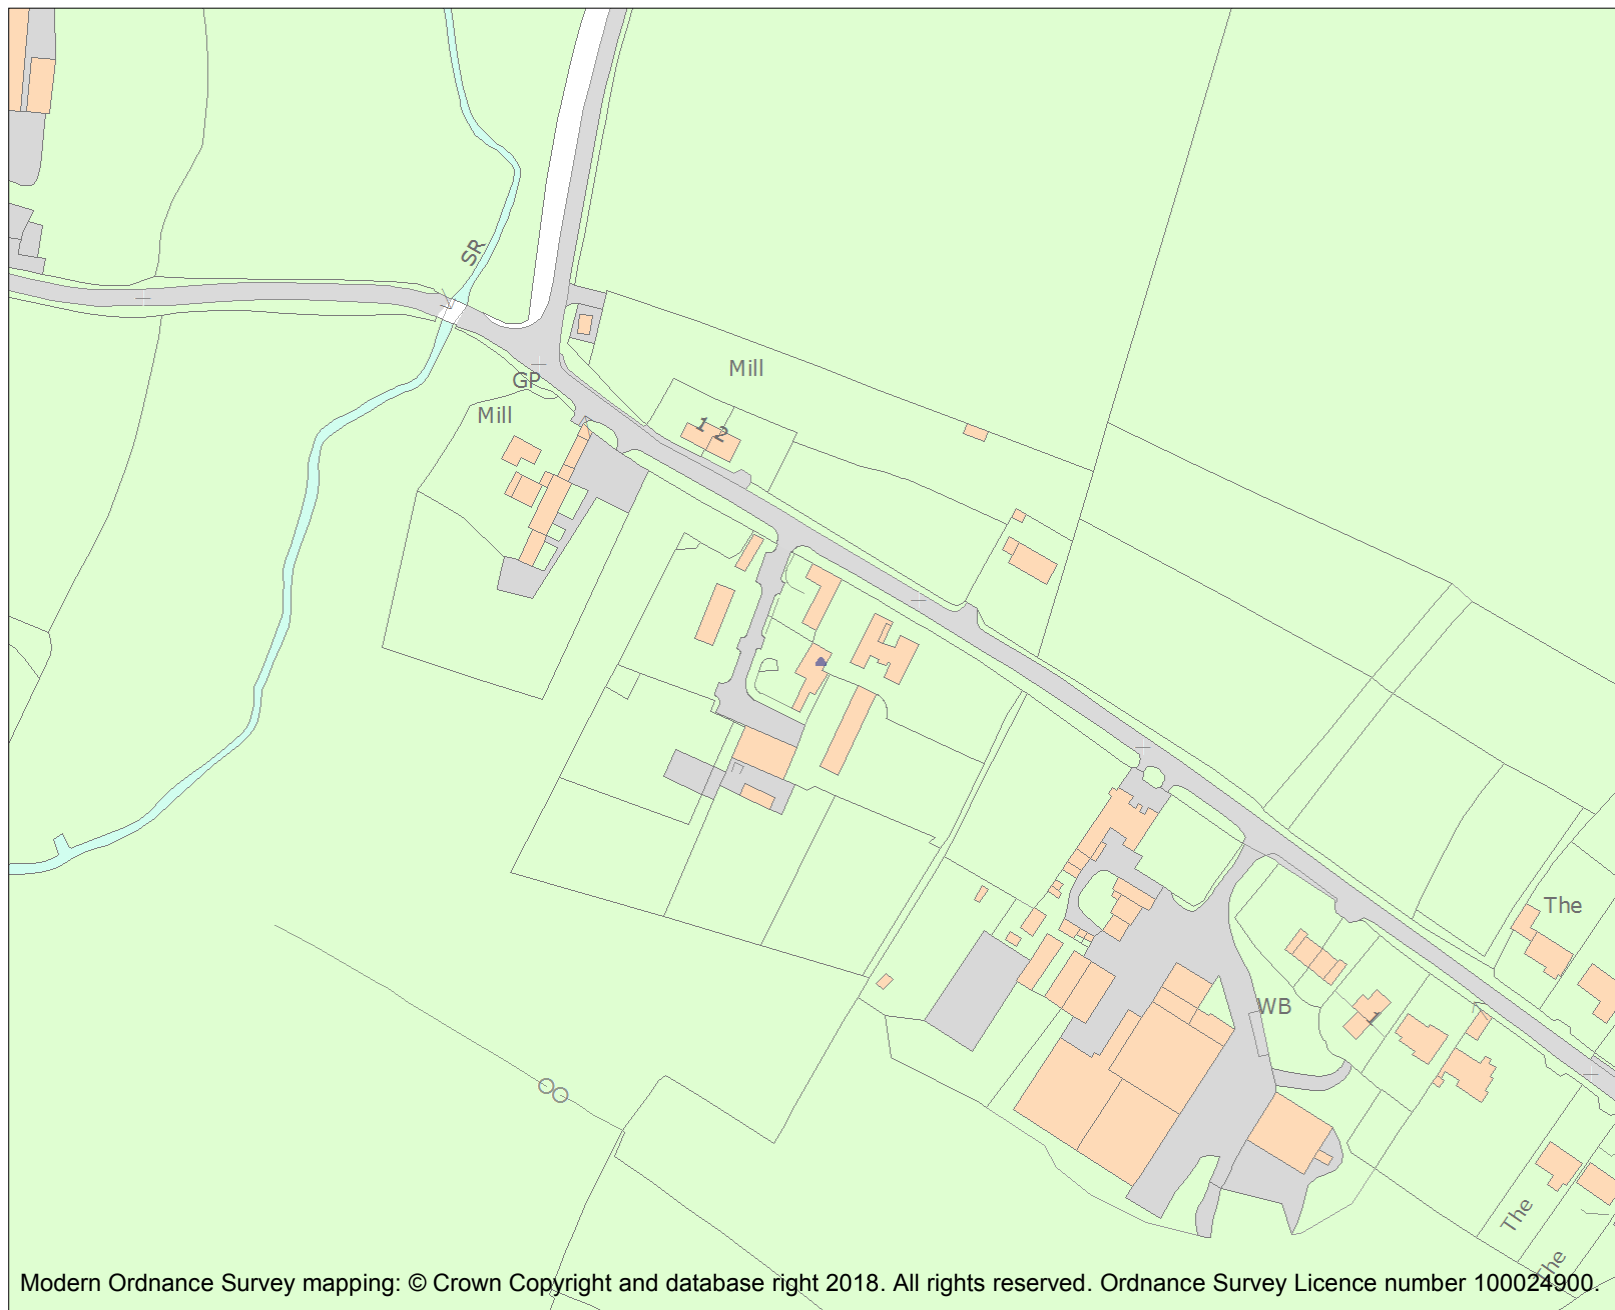 SR
Mill
GP
Mill
1
2
The
WB
1
The
The
Modern Ordnance Survey mapping: © Crown Copyright and database right 2018. All rights reserved. Ordnance Survey Licence number 100024900.